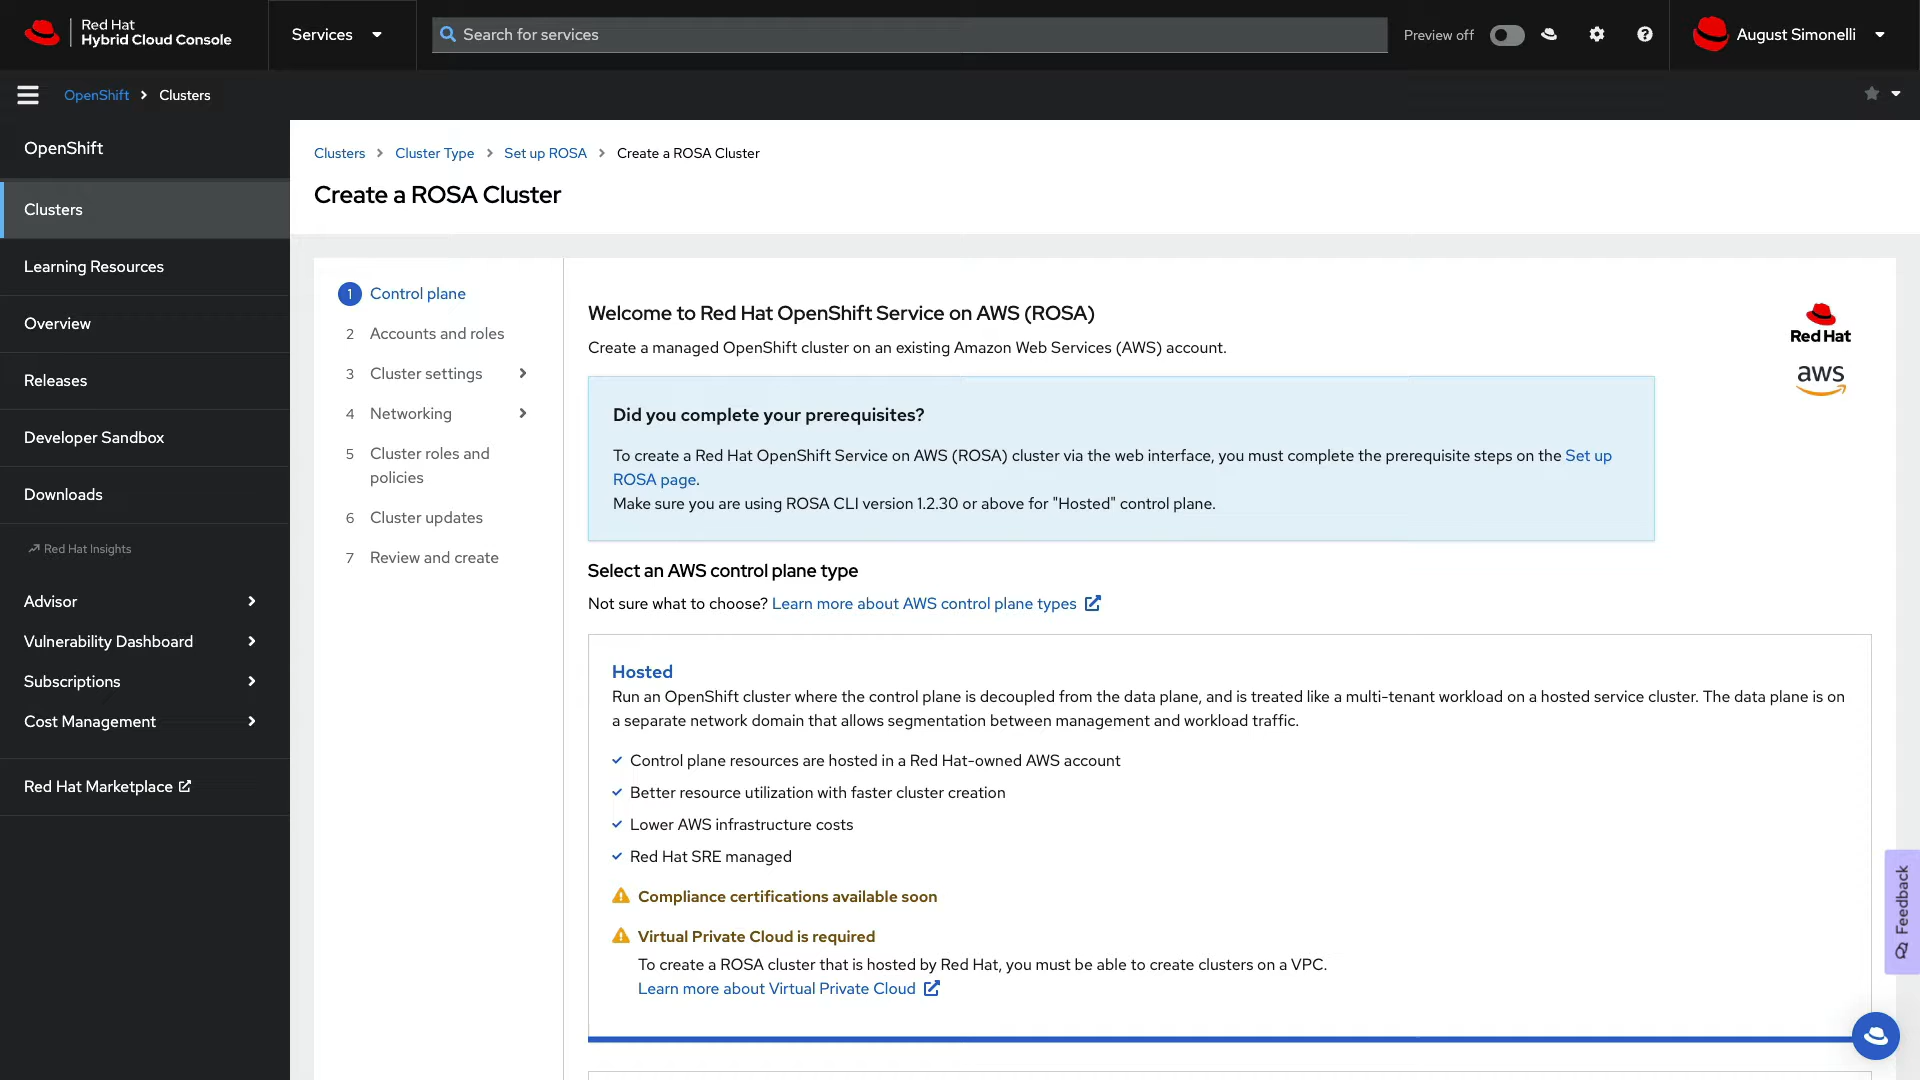 Red Hat
Hybrid Cloud Console
Services
Search for services
Preview off
August Simonelli
OpenShift
Clusters
OpenShift
Clusters
Learning Resources
Overview
Releases
Developer Sandbox
Downloads
Red Hat Insights
Advisor
Vulnerability Dashboard
Subscriptions
Cost Management
Red Hat Marketplace
Clusters
Cluster Type
Set up ROSA
Create a ROSA Cluster
Create a ROSA Cluster
1 Control plane
2 Accounts and roles
3 Cluster settings
4 Networking
5 Cluster roles and
policies
6 Cluster updates
7 Review and create
Welcome to Red Hat OpenShift Service on AWS (ROSA)
Create a managed OpenShift cluster on an existing Amazon Web Services (AWS) account.
Red Hat
aws
Did you complete your prerequisites?
To create a Red Hat OpenShift Service on AWS (ROSA) cluster via the web interface, you must complete the prerequisite steps on the Set up
ROSA page.
Make sure you are using ROSA CLI version 1.2.30 or above for "Hosted" control plane.
Select an AWS control plane type
Not sure what to choose? Learn more about AWS control plane types
Hosted
Run an OpenShift cluster where the control plane is decoupled from the data plane, and is treated like a multi-tenant workload on a hosted service cluster. The data plane is on
a separate network domain that allows segmentation between management and workload traffic.
Control plane resources are hosted in a Red Hat-owned AWS account
Better resource utilization with faster cluster creation
Lower AWS infrastructure costs
Red Hat SRE managed
Compliance certifications available soon
Virtual Private Cloud is required
To create a ROSA cluster that is hosted by Red Hat, you must be able to create clusters on a VPC.
Learn more about Virtual Private Cloud
Feedback